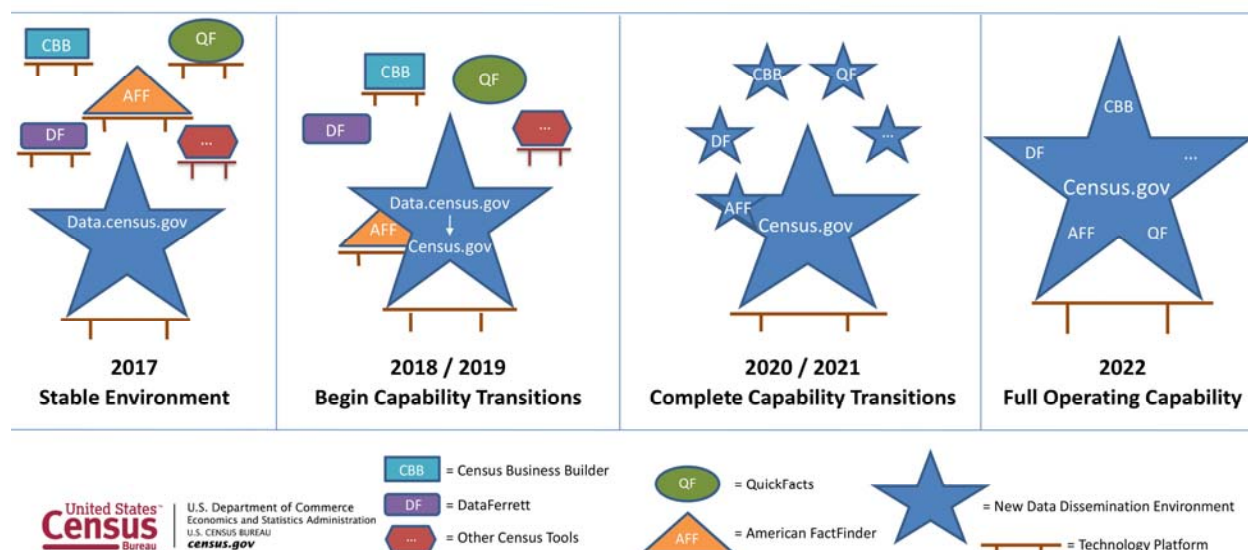 CBB
QF
AFF
DF
...
Data.census.gov
2017
Stable Environment
CBB
QF
DF
...
Data.census.gov
AFF
Census.gov
2018 / 2019
Begin Capability Transitions
CBB
QF
DF
...
AFF
Census.gov
2020 / 2021
Complete Capability Transitions
CBB
DF
...
Census.gov
AFF
QF
2022
Full Operating Capability
United States™
Census
Bureau
U.S. Department of Commerce
Economics and Statistics Administration
U.S. CENSUS BUREAU
census.gov
CBB = Census Business Builder
DF = DataFerrett
... = Other Census Tools
QF = QuickFacts
AFF = American FactFinder
= New Data Dissemination Environment
= Technology Platform